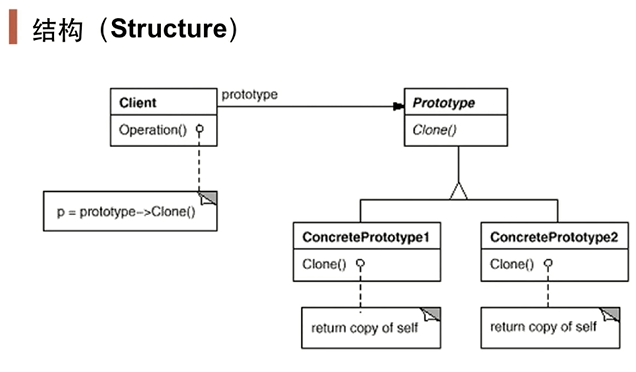 结构（Structure）
Client
prototype
Prototype
Operation()
Clone()
p = prototype->Clone()
ConcretePrototype1
ConcretePrototype2
Clone()
Clone()
return copy of self
return copy of self